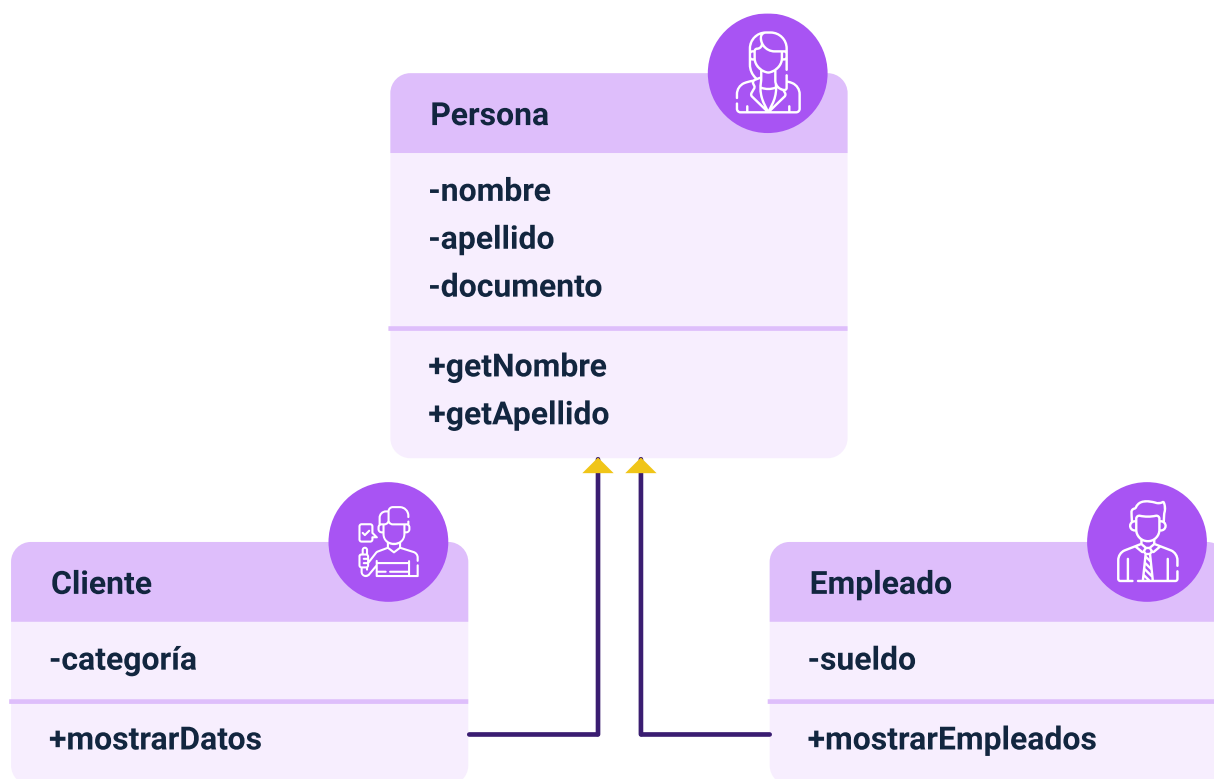 Persona
-nombre
-apellido
-documento
+getNombre
+getApellido
Cliente
-categoría
+mostrarDatos
Empleado
-sueldo
+mostrarEmpleados